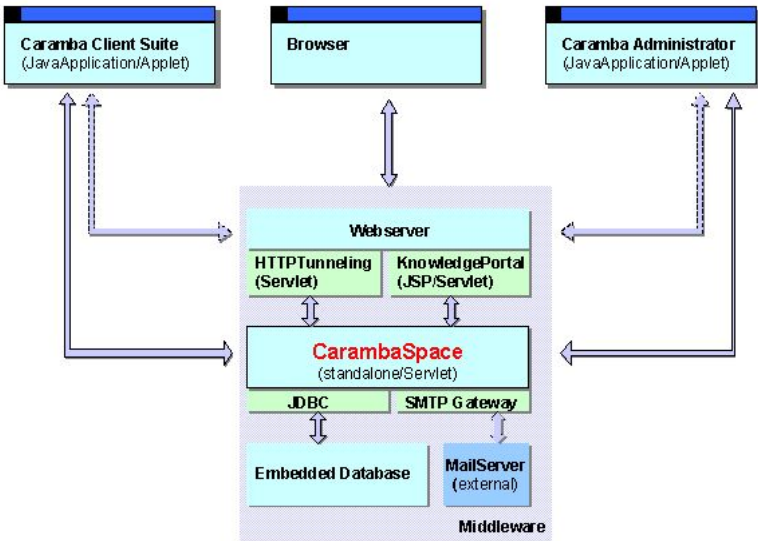 Caramba Client Suite
(JavaApplication/Applet)
Browser
Caramba Administrator
(JavaApplication/Applet)
Webserver
HTTPTunneling
(Servlet)
KnowledgePortal
(JSP/Servlet)
CarambaSpace
(standalone/Servlet)
JDBC
SMTP Gateway
Embedded Database
MailServer
(external)
Middleware